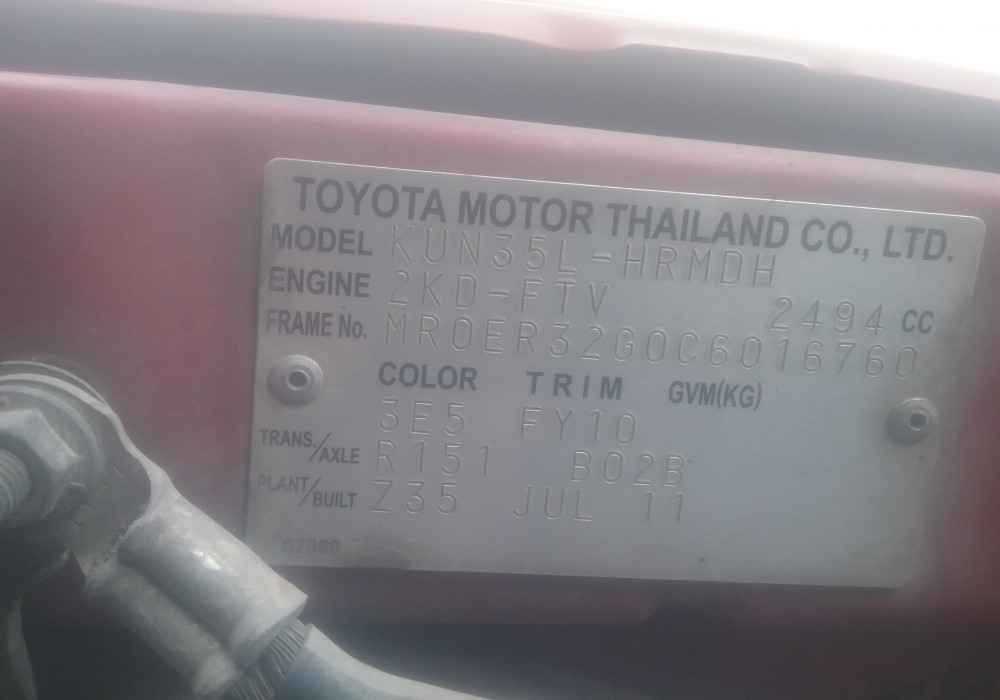 TOYOTA MOTOR THAILAND CO., LTD.
MODEL KUN35L-HRMDH
ENGINE 2KD-FTV 2494 CC
FRAME No. MR0ER32G0C6016760
COLOR TRIM GVM(KG)
3E5 FY10
TRANS./AXLE R151 B02B
PLANT/BUILT Z35 JUL 11
02060